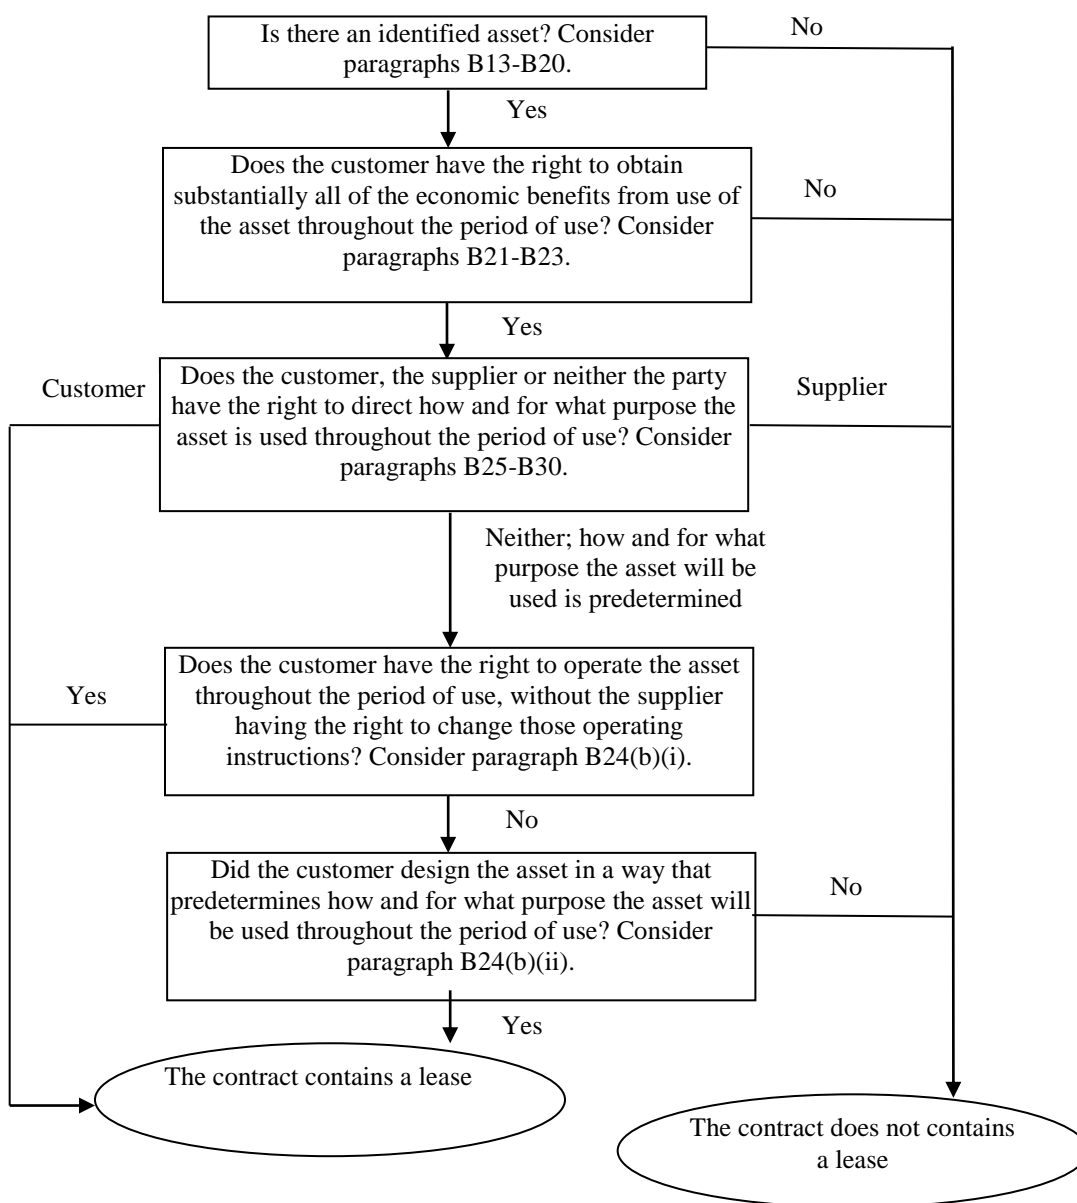 Is there an identified asset? Consider
paragraphs B13-B20.
No
Yes
Does the customer have the right to obtain
substantially all of the economic benefits from use of
the asset throughout the period of use? Consider
paragraphs B21-B23.
No
Yes
Customer
Does the customer, the supplier or neither the party
have the right to direct how and for what purpose the
asset is used throughout the period of use? Consider
paragraphs B25-B30.
Supplier
Neither; how and for what
purpose the asset will be
used is predetermined
Yes
Does the customer have the right to operate the asset
throughout the period of use, without the supplier
having the right to change those operating
instructions? Consider paragraph B24(b)(i).
No
Did the customer design the asset in a way that
predetermines how and for what purpose the asset will
be used throughout the period of use? Consider
paragraph B24(b)(ii).
No
Yes
The contract contains a lease
The contract does not contains
a lease